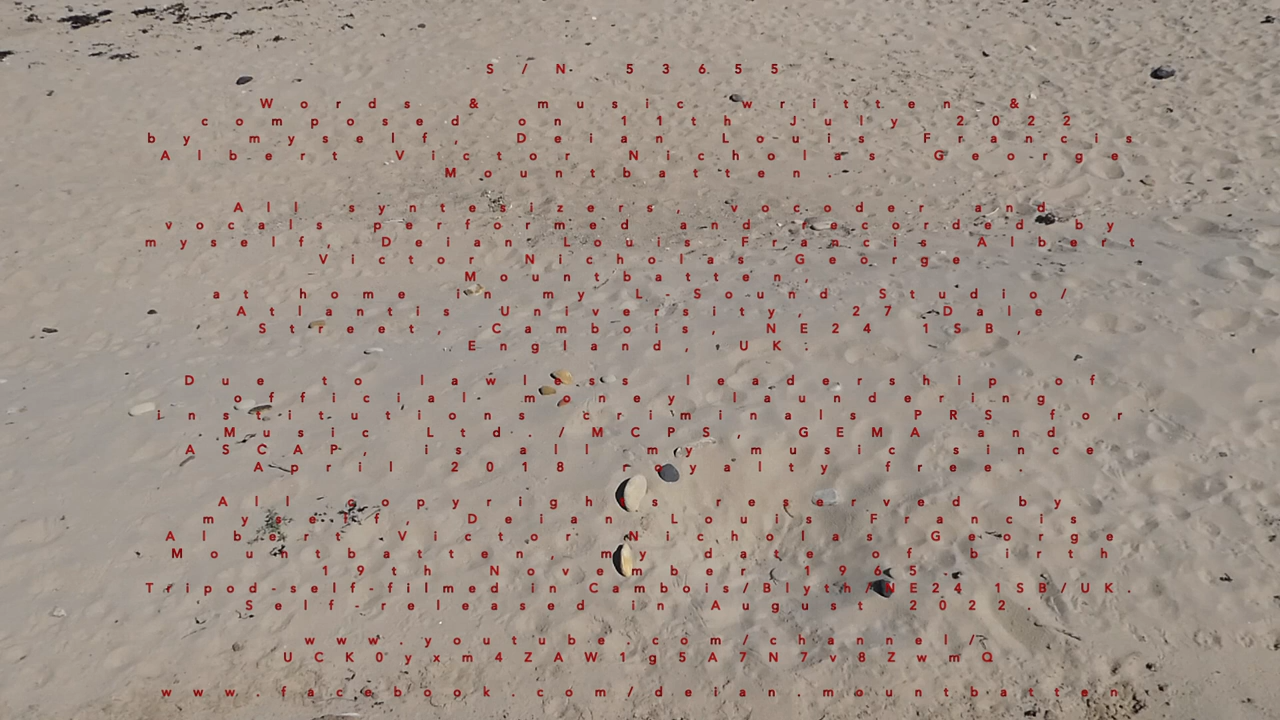 S/N. 53655
Words & music written &
composed on 11th July 2022
by myself, Deian Louis Francis
Albert Victor Nicholas George
Mountbatten.
All syntesizers, vocoder and
vocals performed and recorded by
myself, Deian Louis Francis Albert
Victor Nicholas George
Mountbatten,
at home in my L Sound Studio/
Atlantis University, 27 Dale
Street, Cambois, NE24 1SB,
England, UK.
Due to lawless leadership of
official money laundering
institutions criminals PRS for
Music Ltd./MCPS, GEMA and
ASCAP, is all my music since
April 2018 royalty free.
All copyrights reserved by
myself, Deian Louis Francis
Albert Victor Nicholas George
Mountbatten, my date of birth
19th November 1965.
Tripod-self-filmed in Cambois/Blyth/NE24 1SB/UK.
Self-released in August 2022.
www.youtube.com/channel/
UCK0yxm4ZAW1g5A7N7v8ZwmQ
www.facebook.com/deian.mountbatten